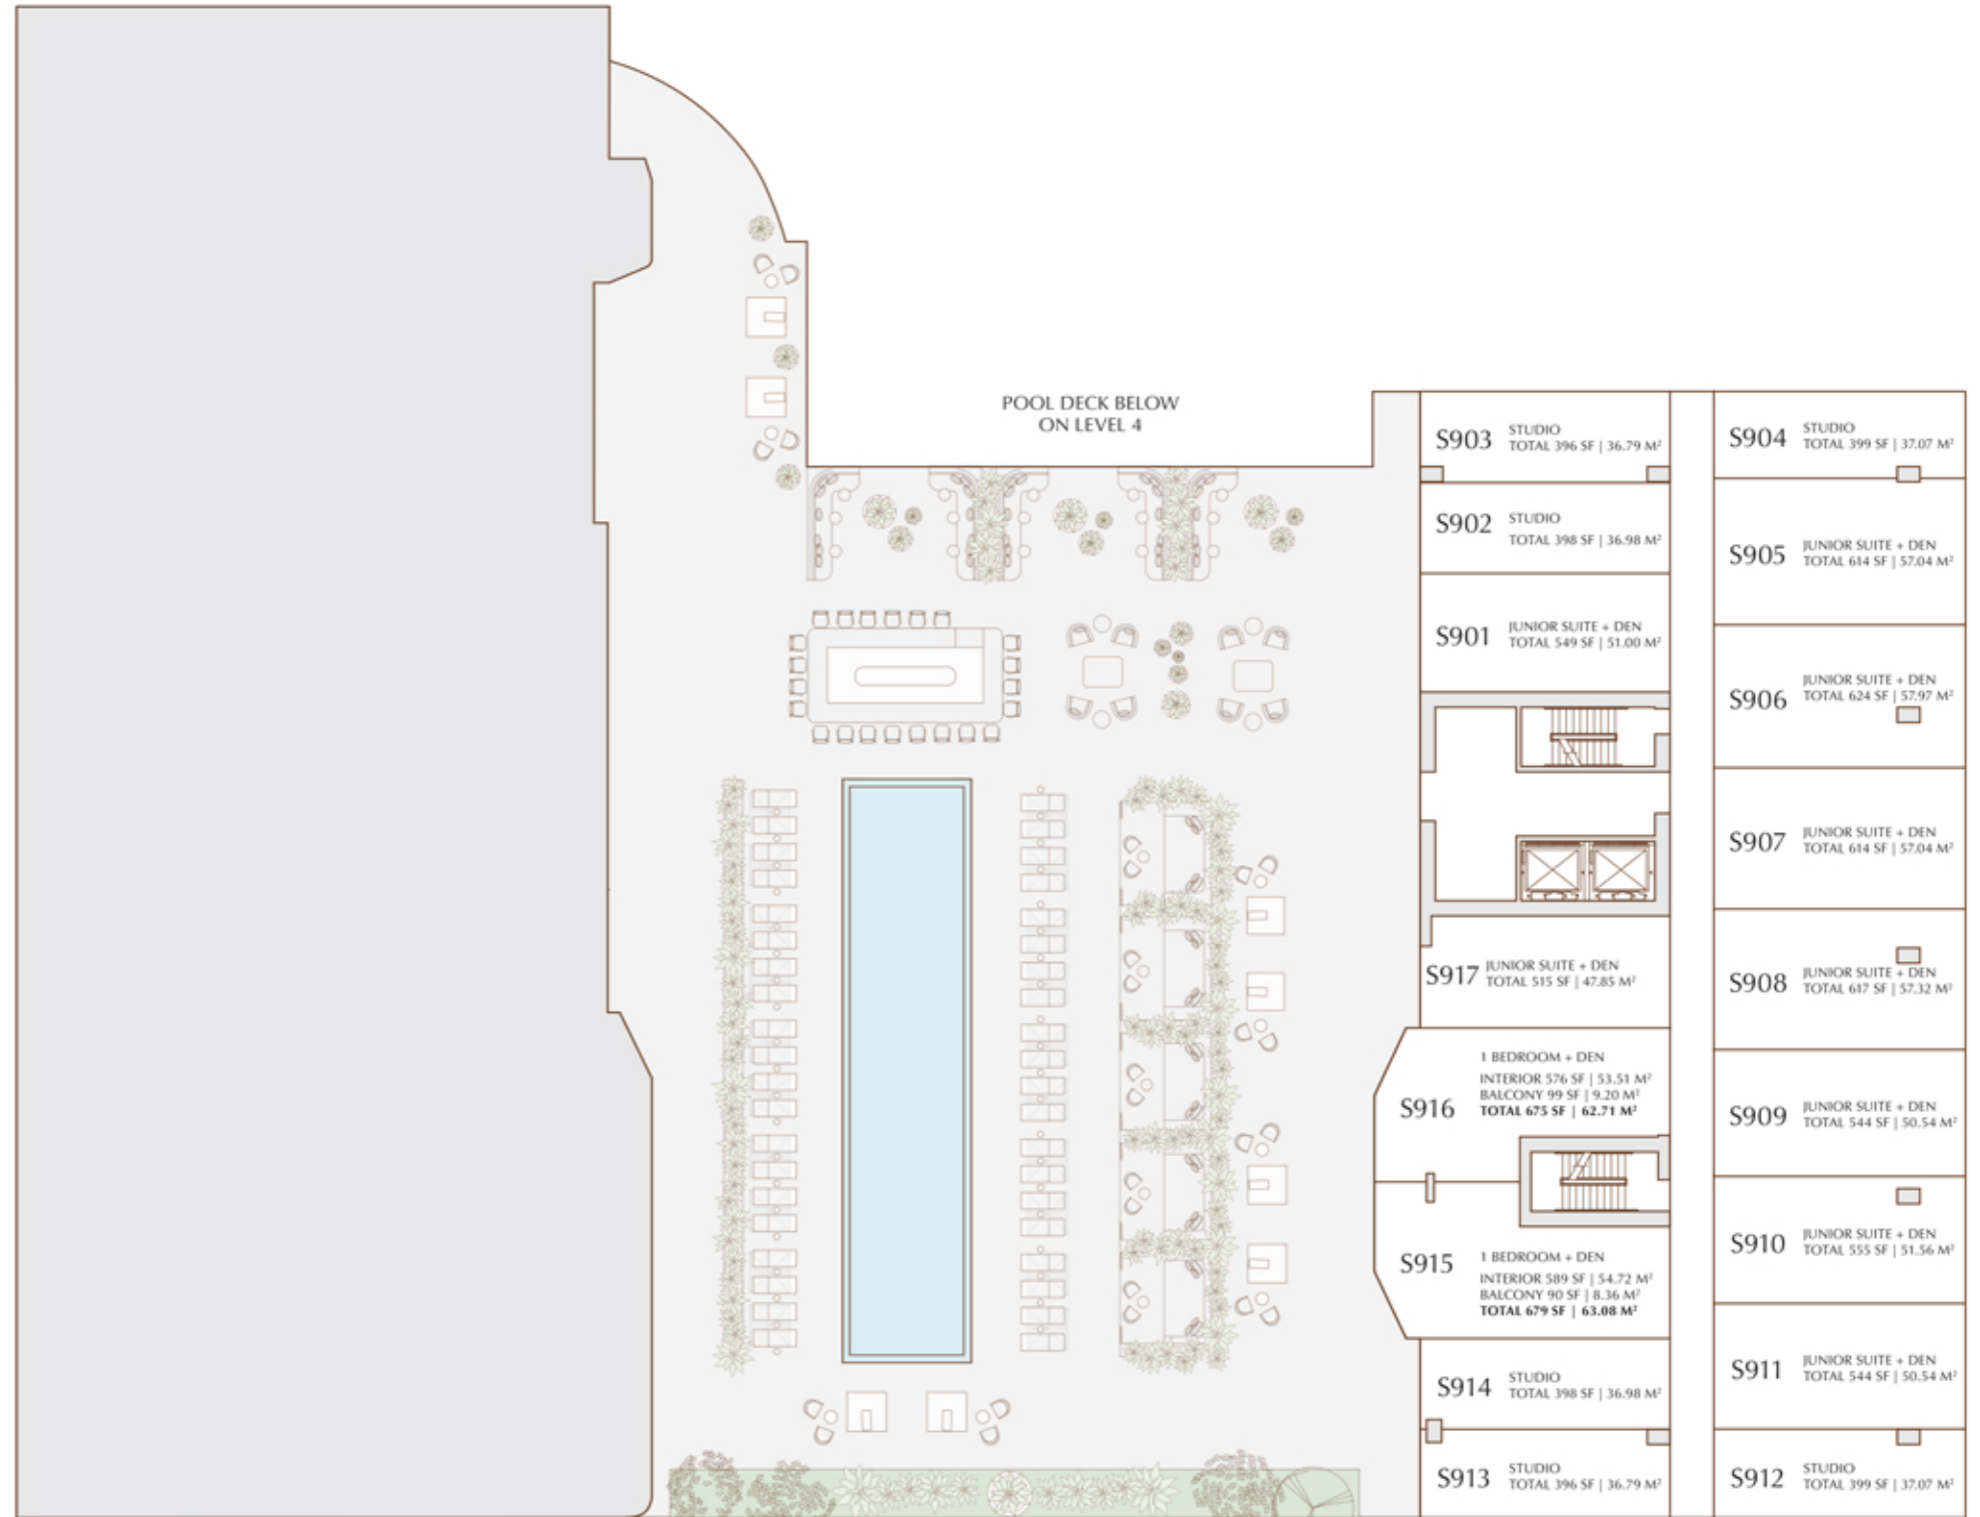 POOL DECK BELOW
ON LEVEL 4
S903
STUDIO
TOTAL 396 SF | 36.79 M²
S902
STUDIO
TOTAL 398 SF | 36.98 M²
S901
JUNIOR SUITE + DEN
TOTAL 549 SF | 51.00 M²
S917
JUNIOR SUITE + DEN
TOTAL 515 SF | 47.85 M²
S916
1 BEDROOM + DEN
INTERIOR 576 SF | 53.51 M²
BALCONY 99 SF | 9.20 M²
TOTAL 675 SF | 62.71 M²
S915
1 BEDROOM + DEN
INTERIOR 589 SF | 54.72 M²
BALCONY 90 SF | 8.36 M²
TOTAL 679 SF | 63.08 M²
S914
STUDIO
TOTAL 398 SF | 36.98 M²
S913
STUDIO
TOTAL 396 SF | 36.79 M²
S904
STUDIO
TOTAL 399 SF | 37.07 M²
S905
JUNIOR SUITE + DEN
TOTAL 614 SF | 57.04 M²
S906
JUNIOR SUITE + DEN
TOTAL 624 SF | 57.97 M²
S907
JUNIOR SUITE + DEN
TOTAL 614 SF | 57.04 M²
S908
JUNIOR SUITE + DEN
TOTAL 617 SF | 57.32 M²
S909
JUNIOR SUITE + DEN
TOTAL 544 SF | 50.54 M²
S910
JUNIOR SUITE + DEN
TOTAL 555 SF | 51.56 M²
S911
JUNIOR SUITE + DEN
TOTAL 544 SF | 50.54 M²
S912
STUDIO
TOTAL 399 SF | 37.07 M²